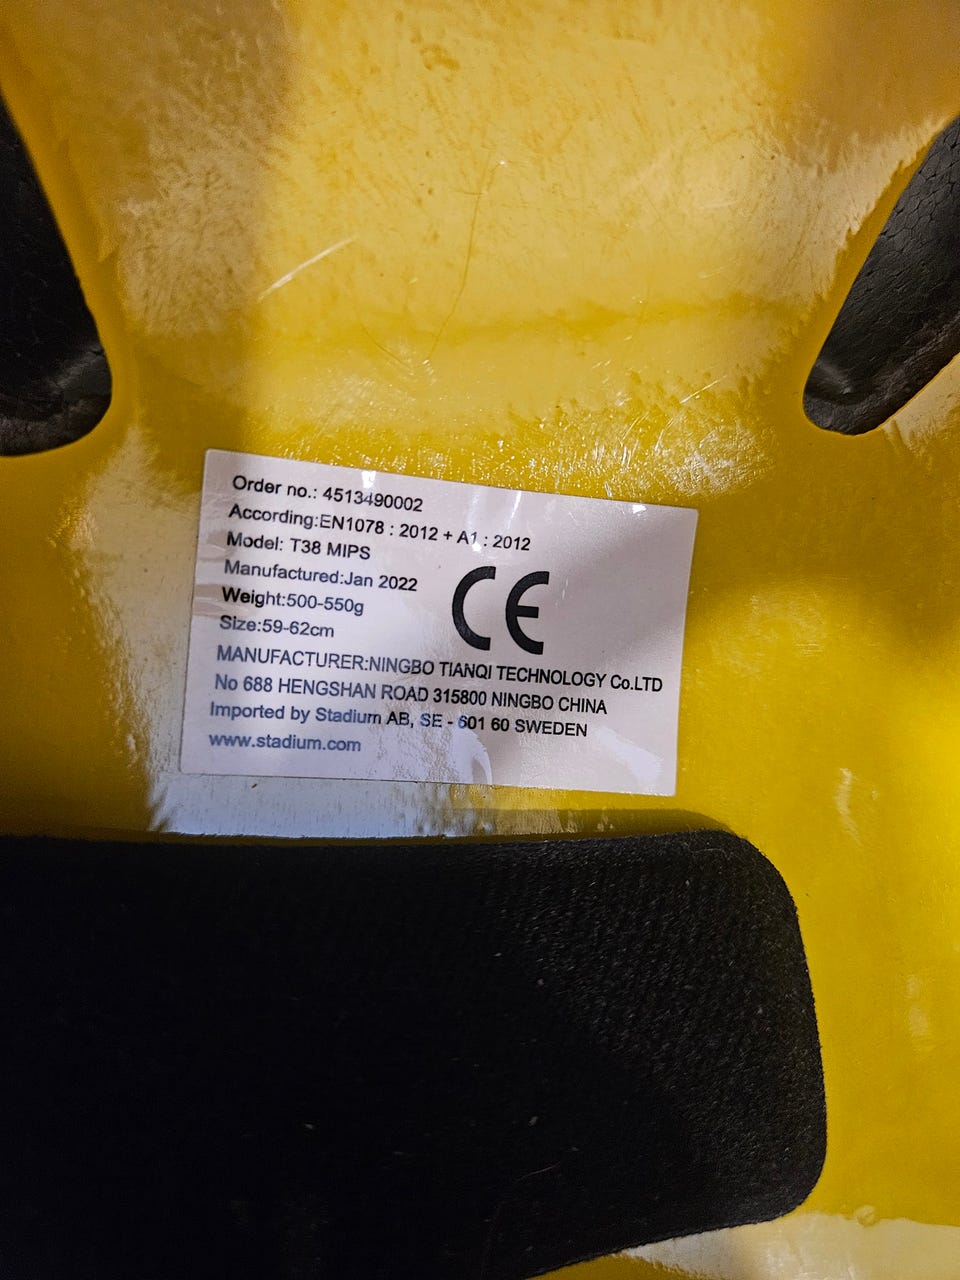 Order no.: 4513490002
According:EN1078 : 2012 + A1 : 2012
Model: T38 MIPS
Manufactured:Jan 2022
Weight:500-550g
Size:59-62cm
CE
MANUFACTURER:NINGBO TIANQI TECHNOLOGY Co.LTD
No 688 HENGSHAN ROAD 315800 NINGBO CHINA
Imported by Stadium AB, SE - 601 60 SWEDEN
www.stadium.com